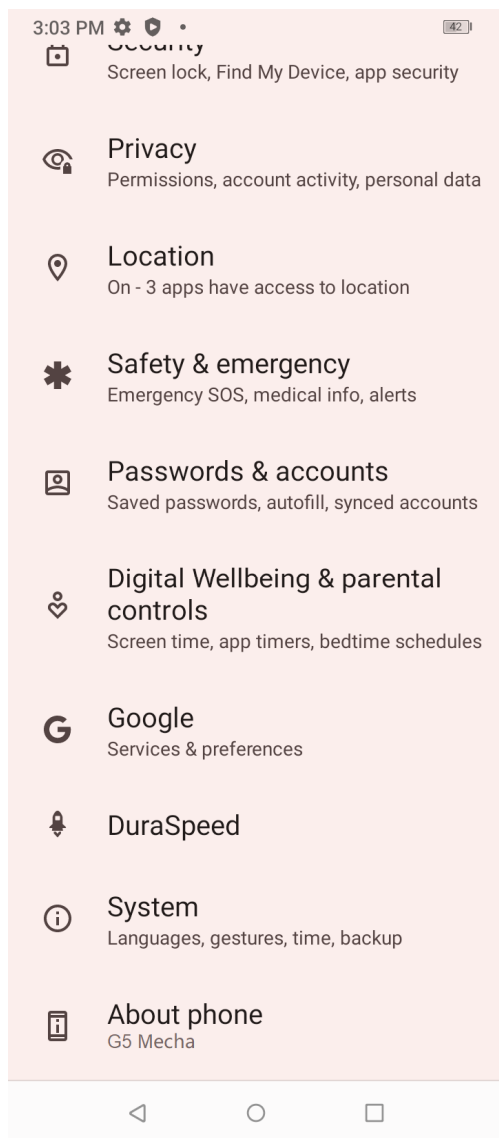 3:03 PM
42
Security
Screen lock, Find My Device, app security
Privacy
Permissions, account activity, personal data
Location
On - 3 apps have access to location
Safety & emergency
Emergency SOS, medical info, alerts
Passwords & accounts
Saved passwords, autofill, synced accounts
Digital Wellbeing & parental
controls
Screen time, app timers, bedtime schedules
Google
Services & preferences
DuraSpeed
System
Languages, gestures, time, backup
About phone
G5 Mecha